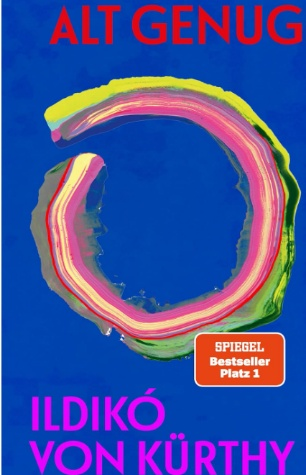 ALT GENUG
SPIEGEL
Bestseller
Platz 1
ILDIKÓ
VON KÜRTHY